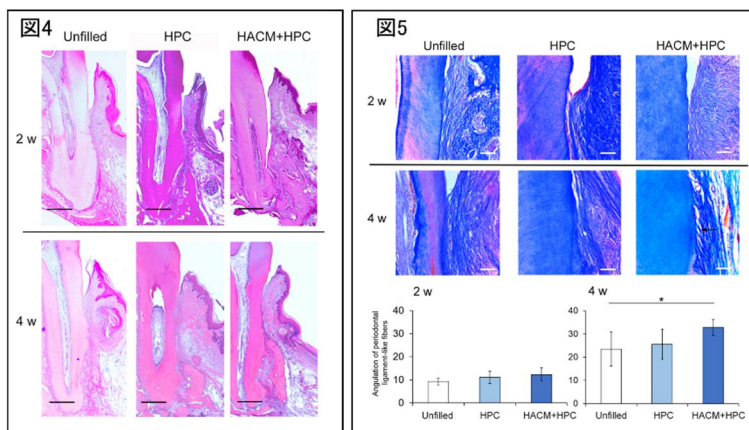 図4
Unfilled HPC HACM+HPC
2 w
4 w
図5
Unfilled HPC HACM+HPC
2 w
4 w
2 w
Angulation of periodontal
ligament-like fibers
40
30
20
10
0
Unfilled HPC HACM+HPC
4 w
*
40
30
20
10
0
Unfilled HPC HACM+HPC